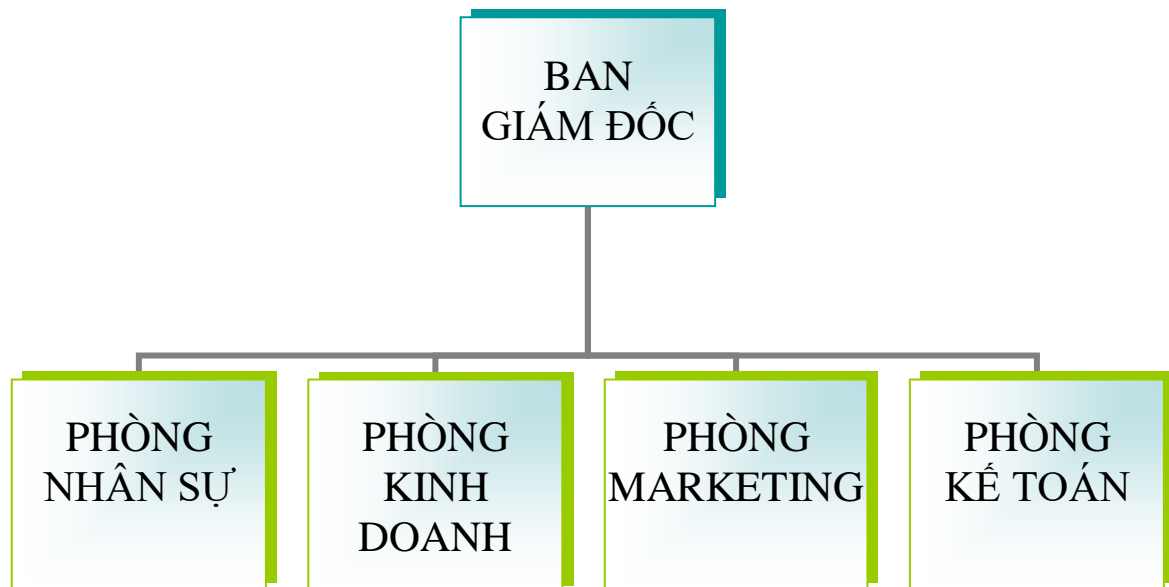 BAN
GIÁM ĐỐC
PHÒNG
NHÂN SỰ
PHÒNG
KINH
DOANH
PHÒNG
MARKETING
PHÒNG
KẾ TOÁN